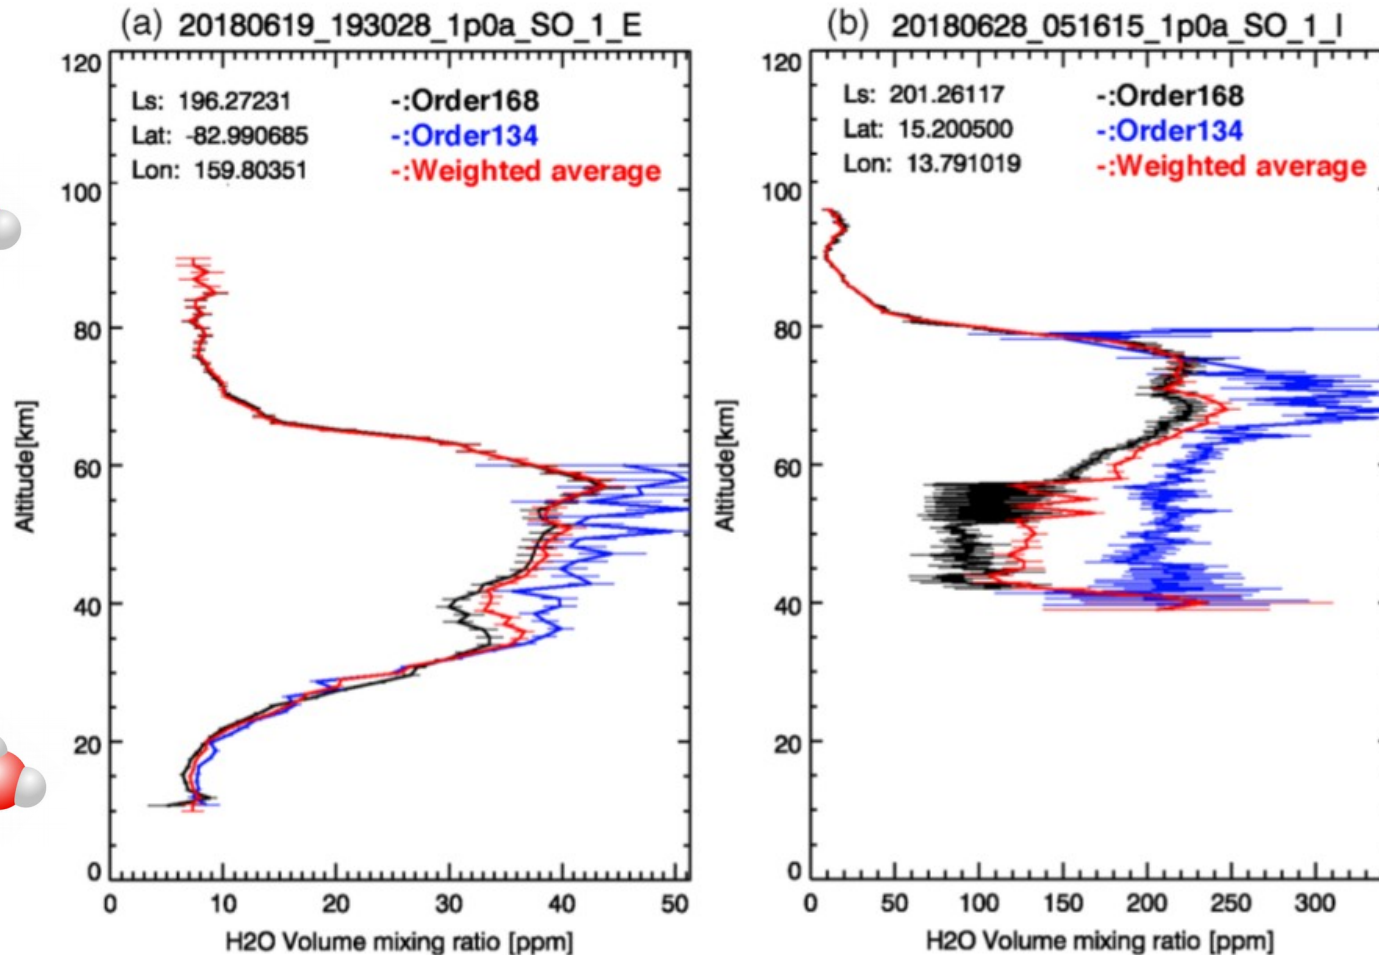 (a) 20180619_193028_1p0a_SO_1_E
120
100
80
60
40
20
0
Altitude[km]
Ls: 196.27231
Lat: -82.990685
Lon: 159.80351
-:Order168
-:Order134
-:Weighted average
0 10 20 30 40 50
H2O Volume mixing ratio [ppm]
(b) 20180628_051615_1p0a_SO_1_I
120
100
80
60
40
20
0
Altitude[km]
Ls: 201.26117
Lat: 15.200500
Lon: 13.791019
-:Order168
-:Order134
-:Weighted average
0 50 100 150 200 250 300
H2O Volume mixing ratio [ppm]